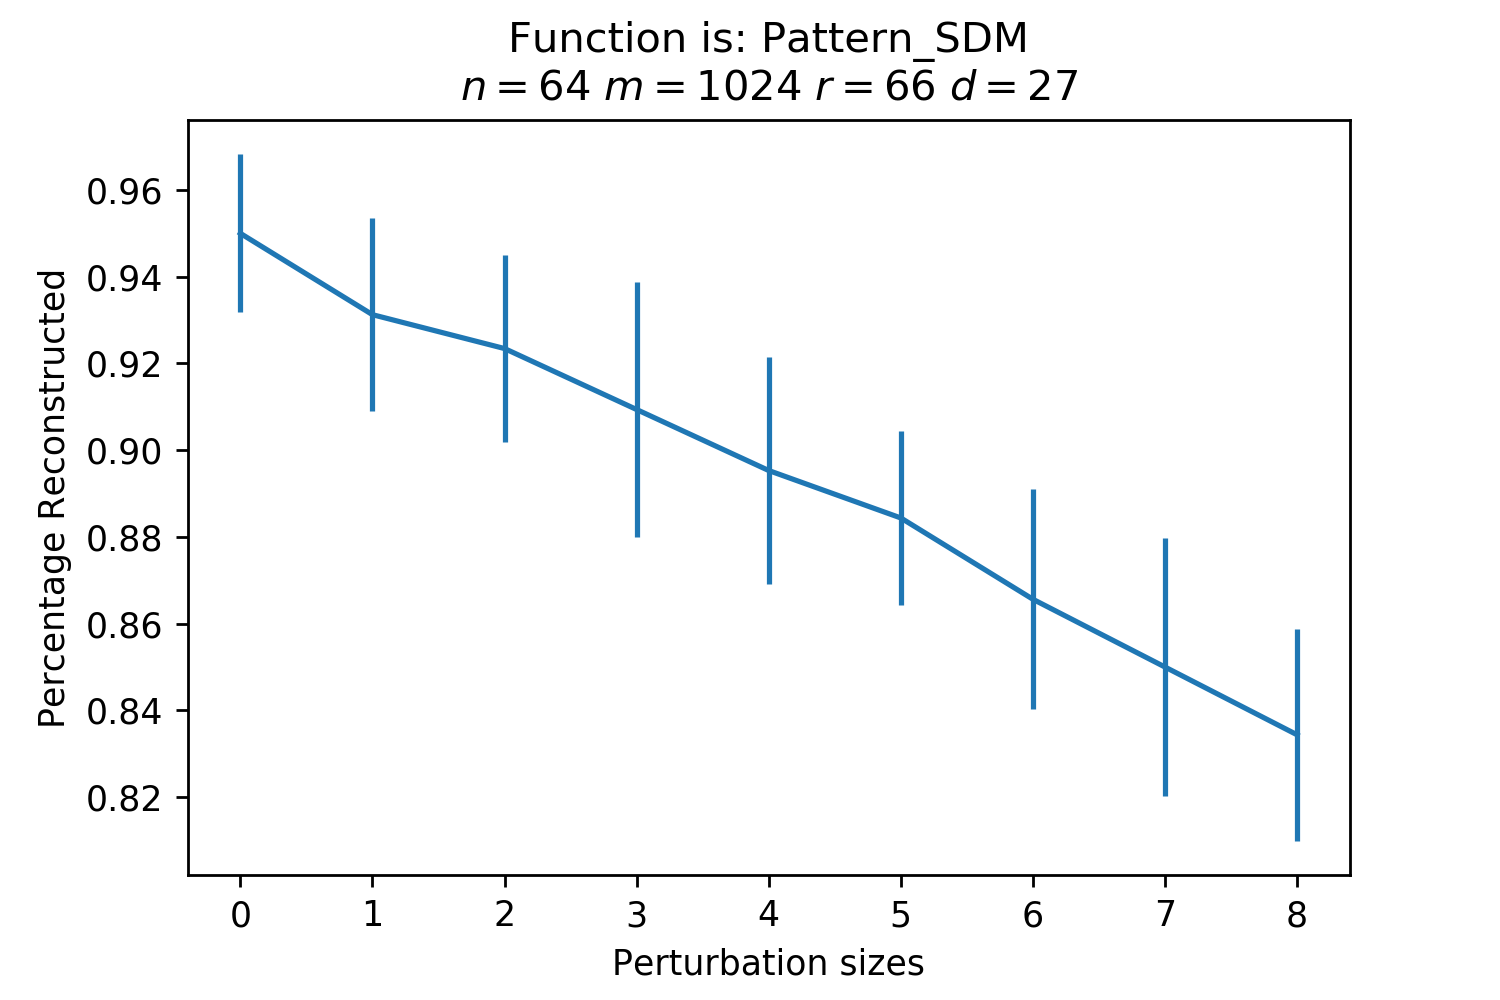 Function is: Pattern_SDM
n = 64 m = 1024 r = 66 d = 27
Percentage Reconstructed
0.96
0.94
0.92
0.90
0.88
0.86
0.84
0.82
0 1 2 3 4 5 6 7 8
Perturbation sizes